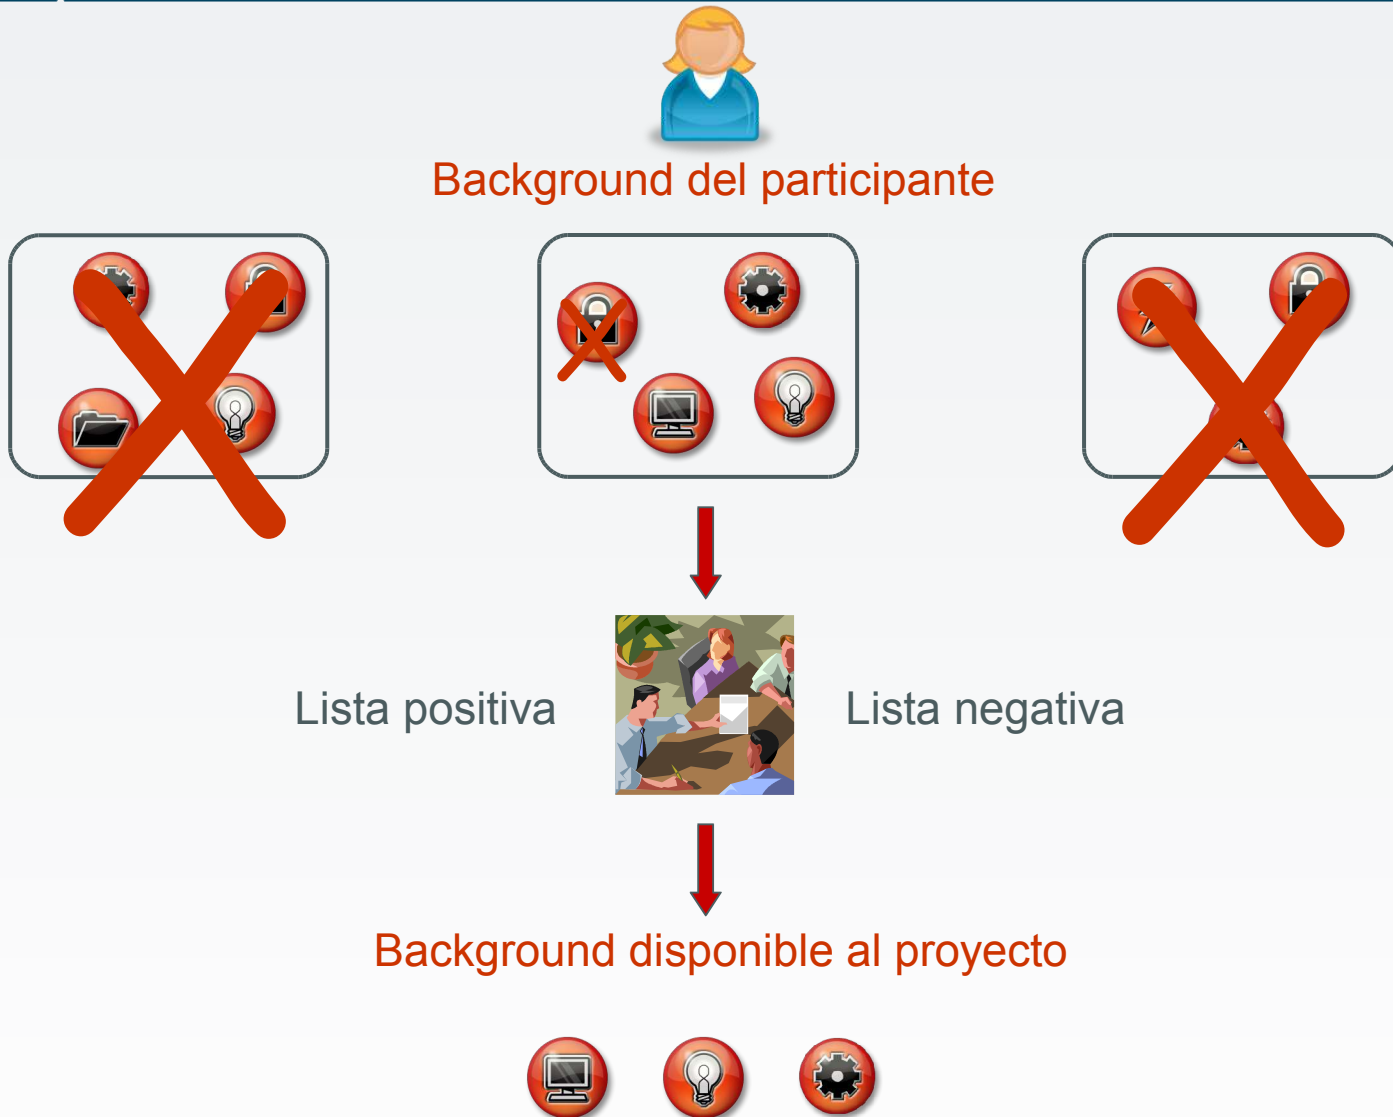 Background del participante
Lista positiva
Lista negativa
Background disponible al proyecto